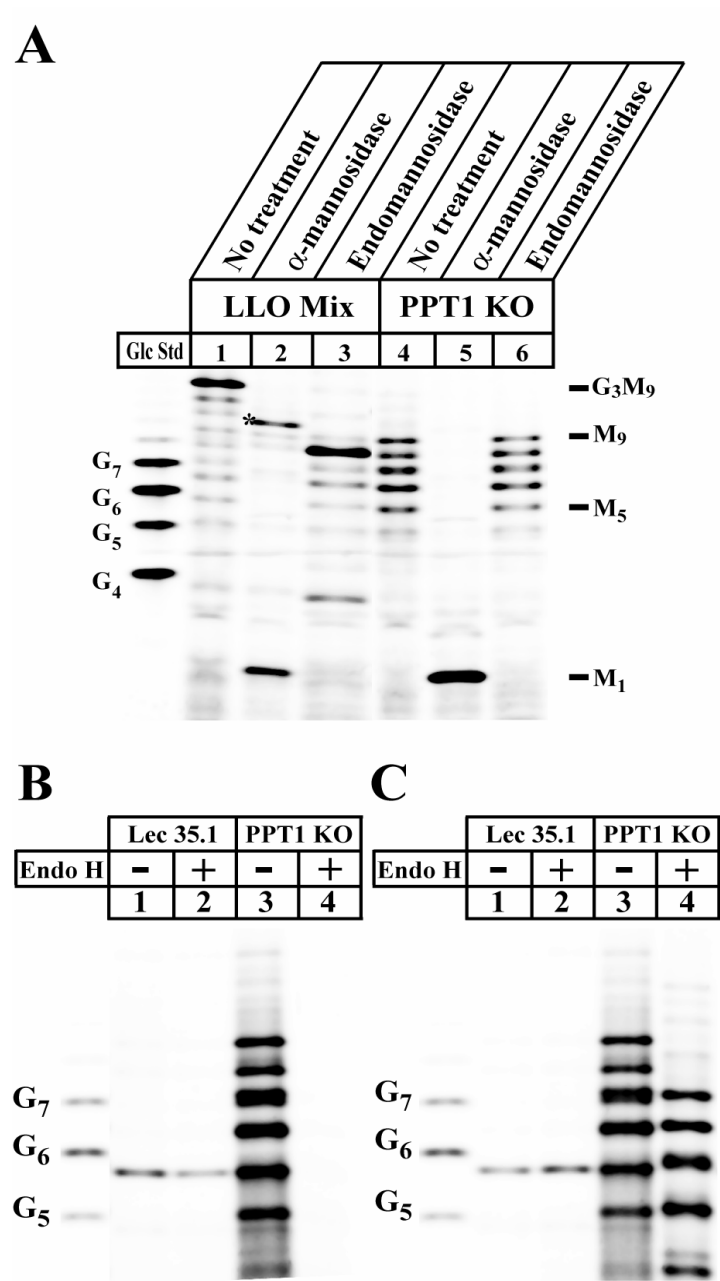 A
No treatment
α-mannosidase
Endomannosidase
No treatment
α-mannosidase
Endomannosidase
LLO Mix PPT1 KO
Glc Std 1 2 3 4 5 6
G3M9
*
M9
G7
G6
M5
G5
G4
M1
B
Lec 35.1 PPT1 KO
Endo H - + - +
1 2 3 4
G7
G6
G5
C
Lec 35.1 PPT1 KO
Endo H - + - +
1 2 3 4
G7
G6
G5